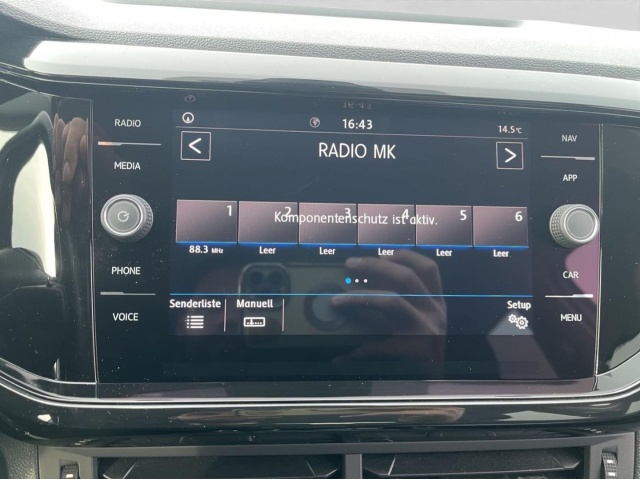 RADIO
MEDIA
PHONE
VOICE
16:43
14.5°C
RADIO MK
< >
1 2 3 4 5 6
Komponentenschutz ist aktiv.
88.3 MHz Leer Leer Leer Leer Leer
Senderliste Manuell Setup
NAV
APP
CAR
MENU